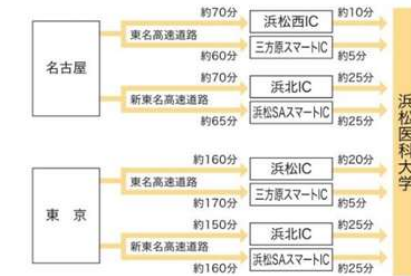 約70分
約10分
浜松西IC
東名高速道路
三方原スマートIC
約60分
約5分
名古屋
約70分
約25分
浜北IC
新東名高速道路
浜松SAスマートIC
約65分
約25分
浜松医科大学
約160分
約20分
浜松IC
東名高速道路
三方原スマートIC
約170分
約5分
東 京
約150分
約25分
浜北IC
新東名高速道路
浜松SAスマートIC
約160分
約25分